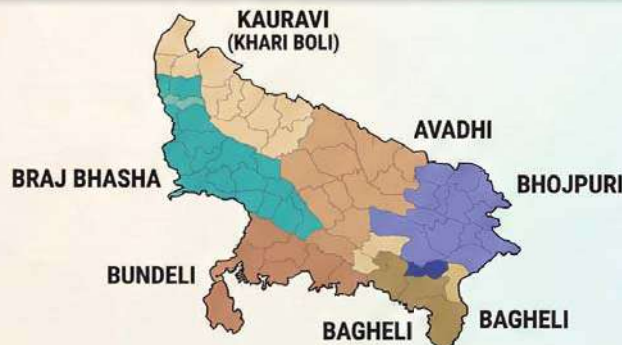 KAURAVI
(KHARI BOLI)
AVADHI
BRAJ BHASHA
BHOJPURI
BUNDELI
BAGHELI
BAGHELI